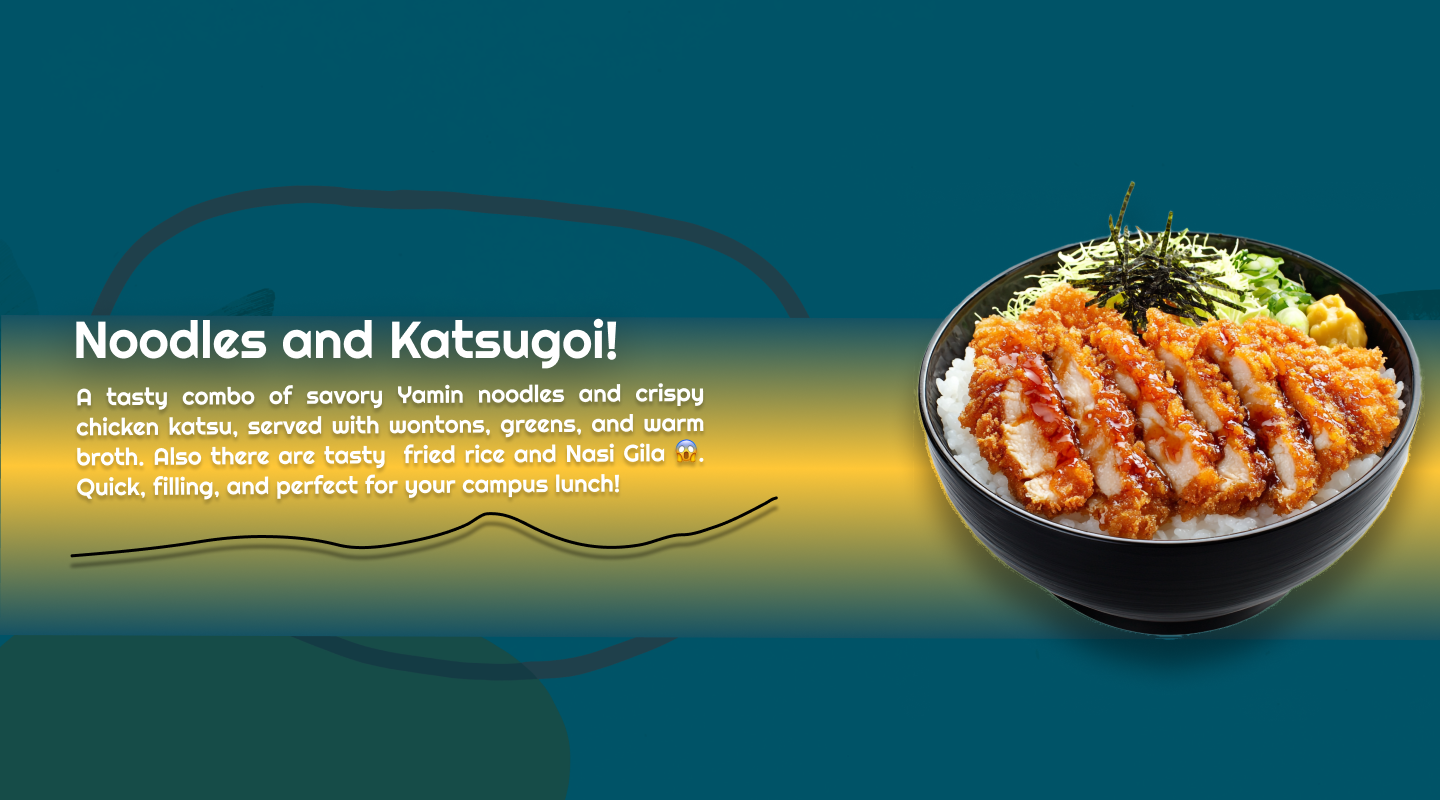 Noodles and Katsugoi!
A tasty combo of savory Yamin noodles and crispy
chicken katsu, served with wontons, greens, and warm
broth. Also there are tasty  fried rice and Nasi Gila 😱.
Quick, filling, and perfect for your campus lunch!